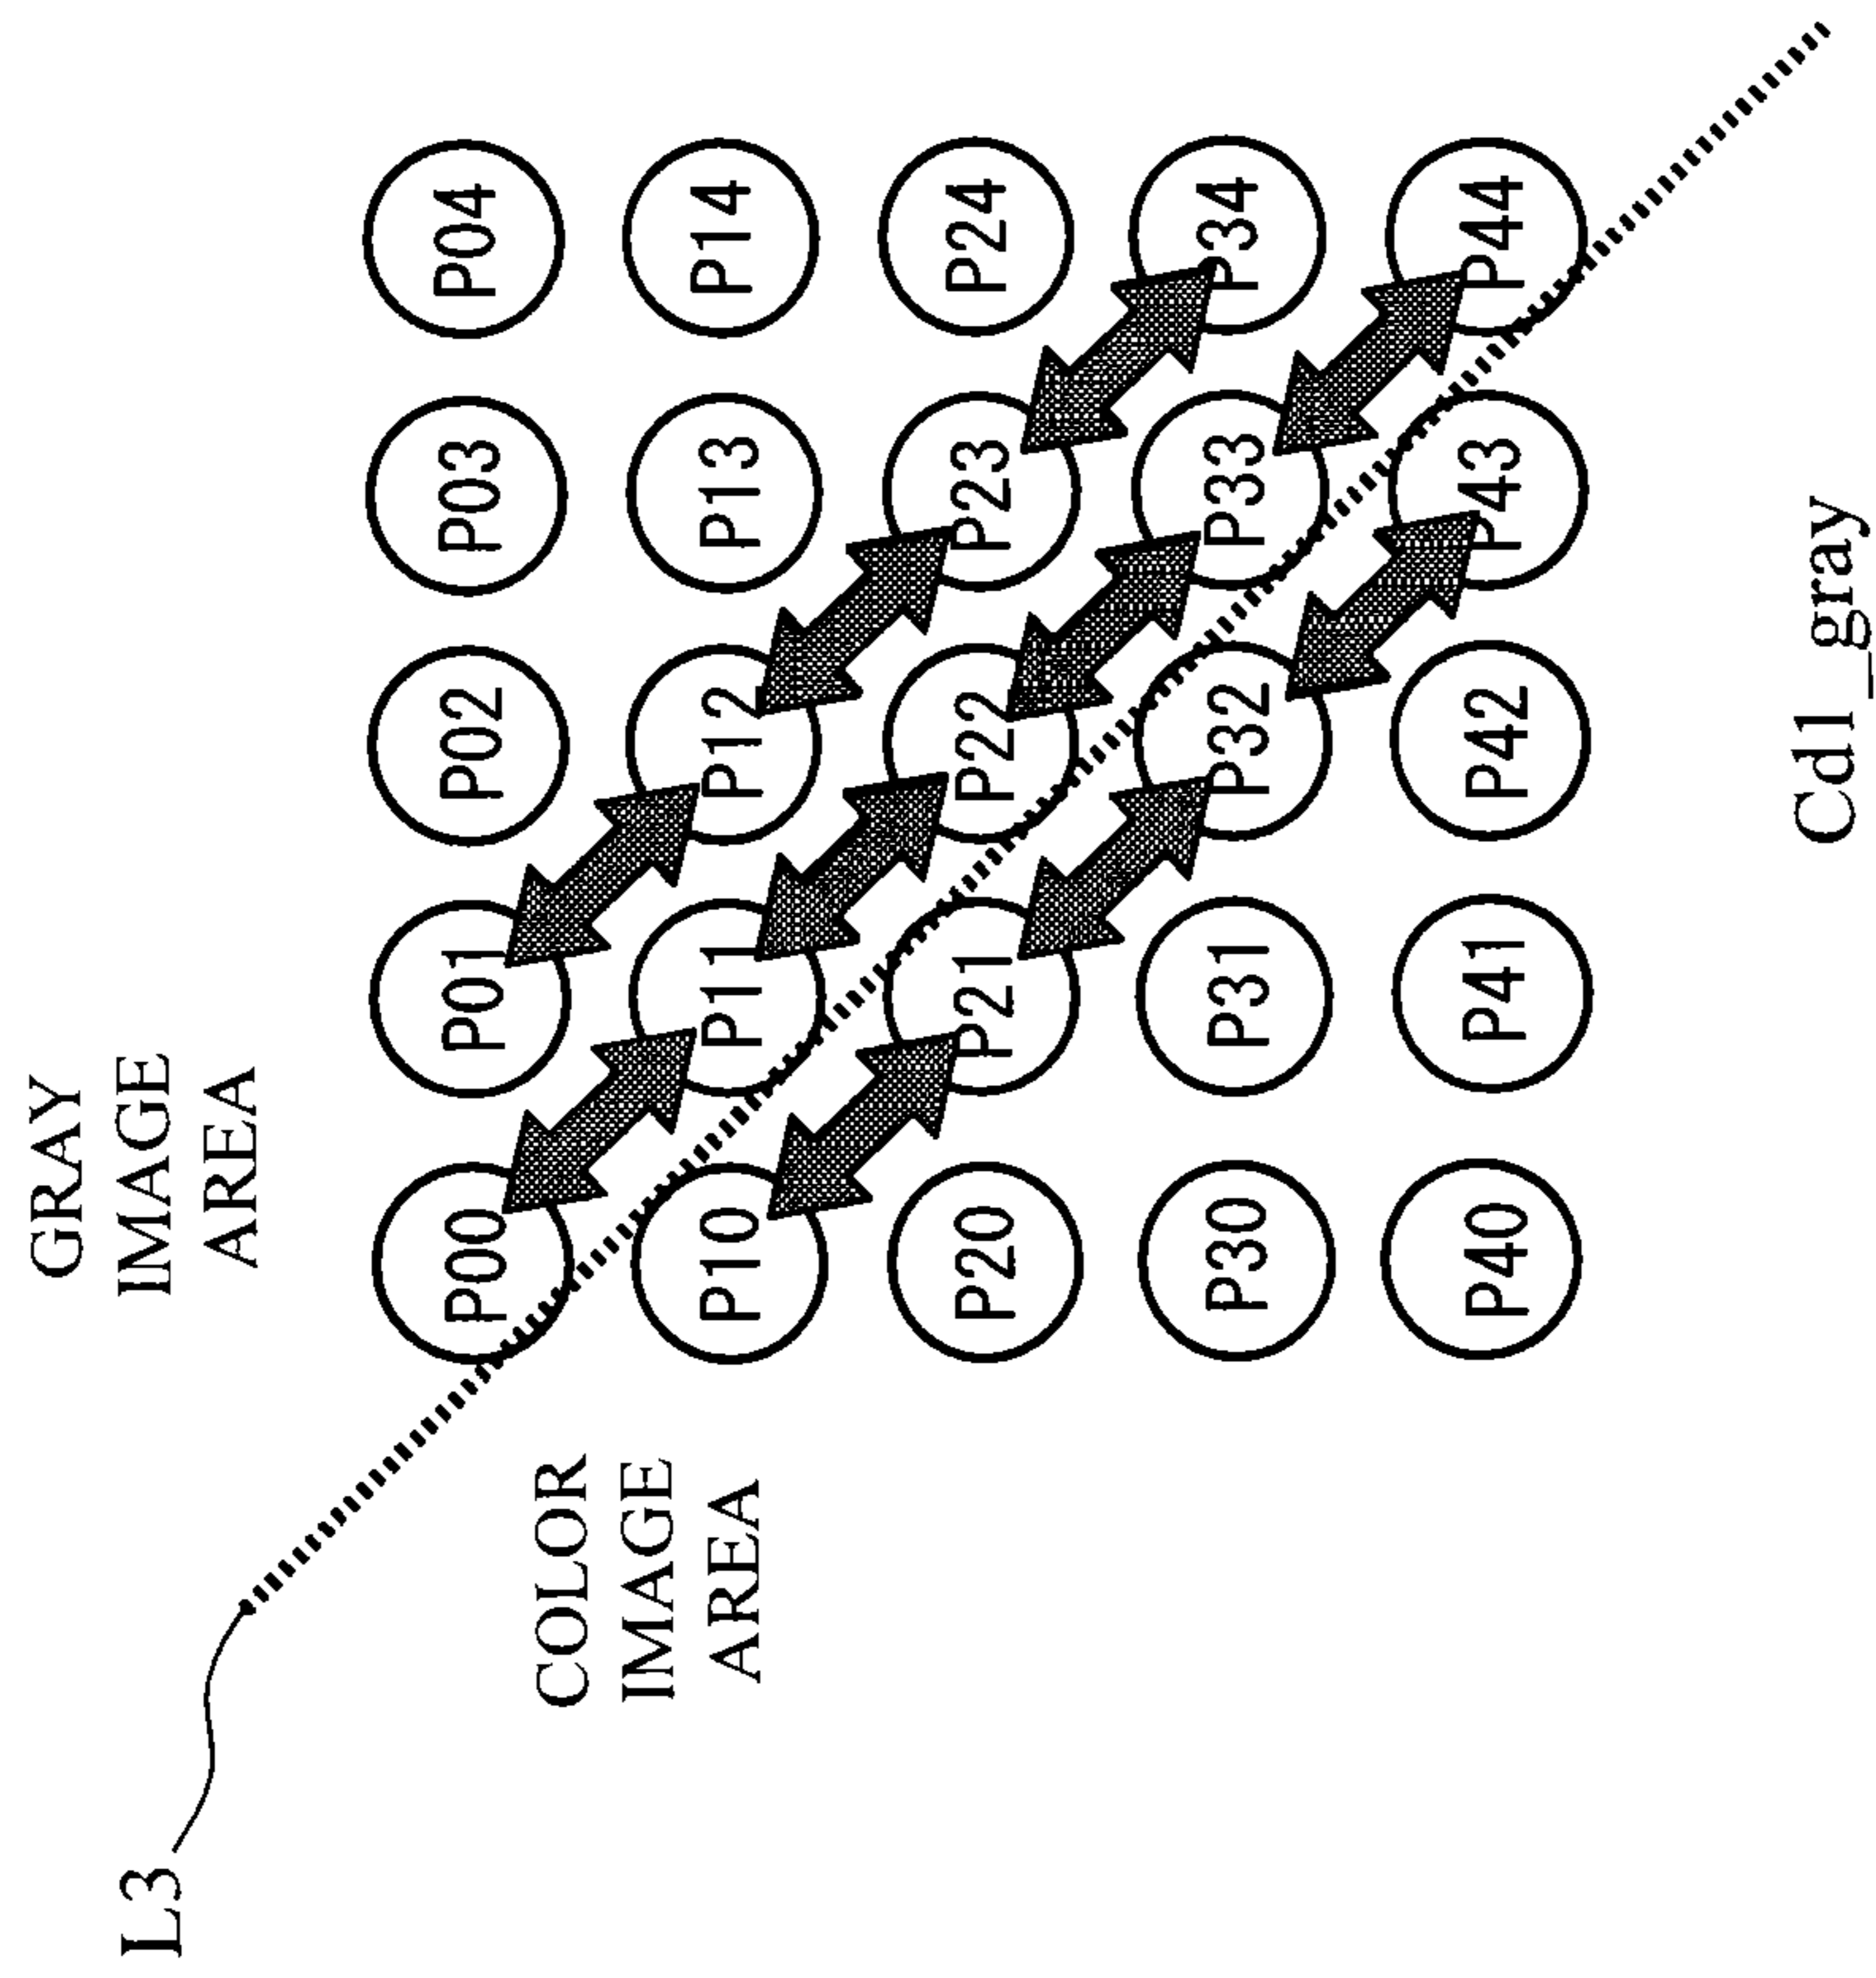 GRAY
IMAGE
AREA
L3
P00 P01 P02 P03 P04
COLOR
IMAGE
AREA
P10 P11 P12 P13 P14
P20 P21 P22 P23 P24
P30 P31 P32 P33 P34
P40 P41 P42 P43 P44
Cd1_gray